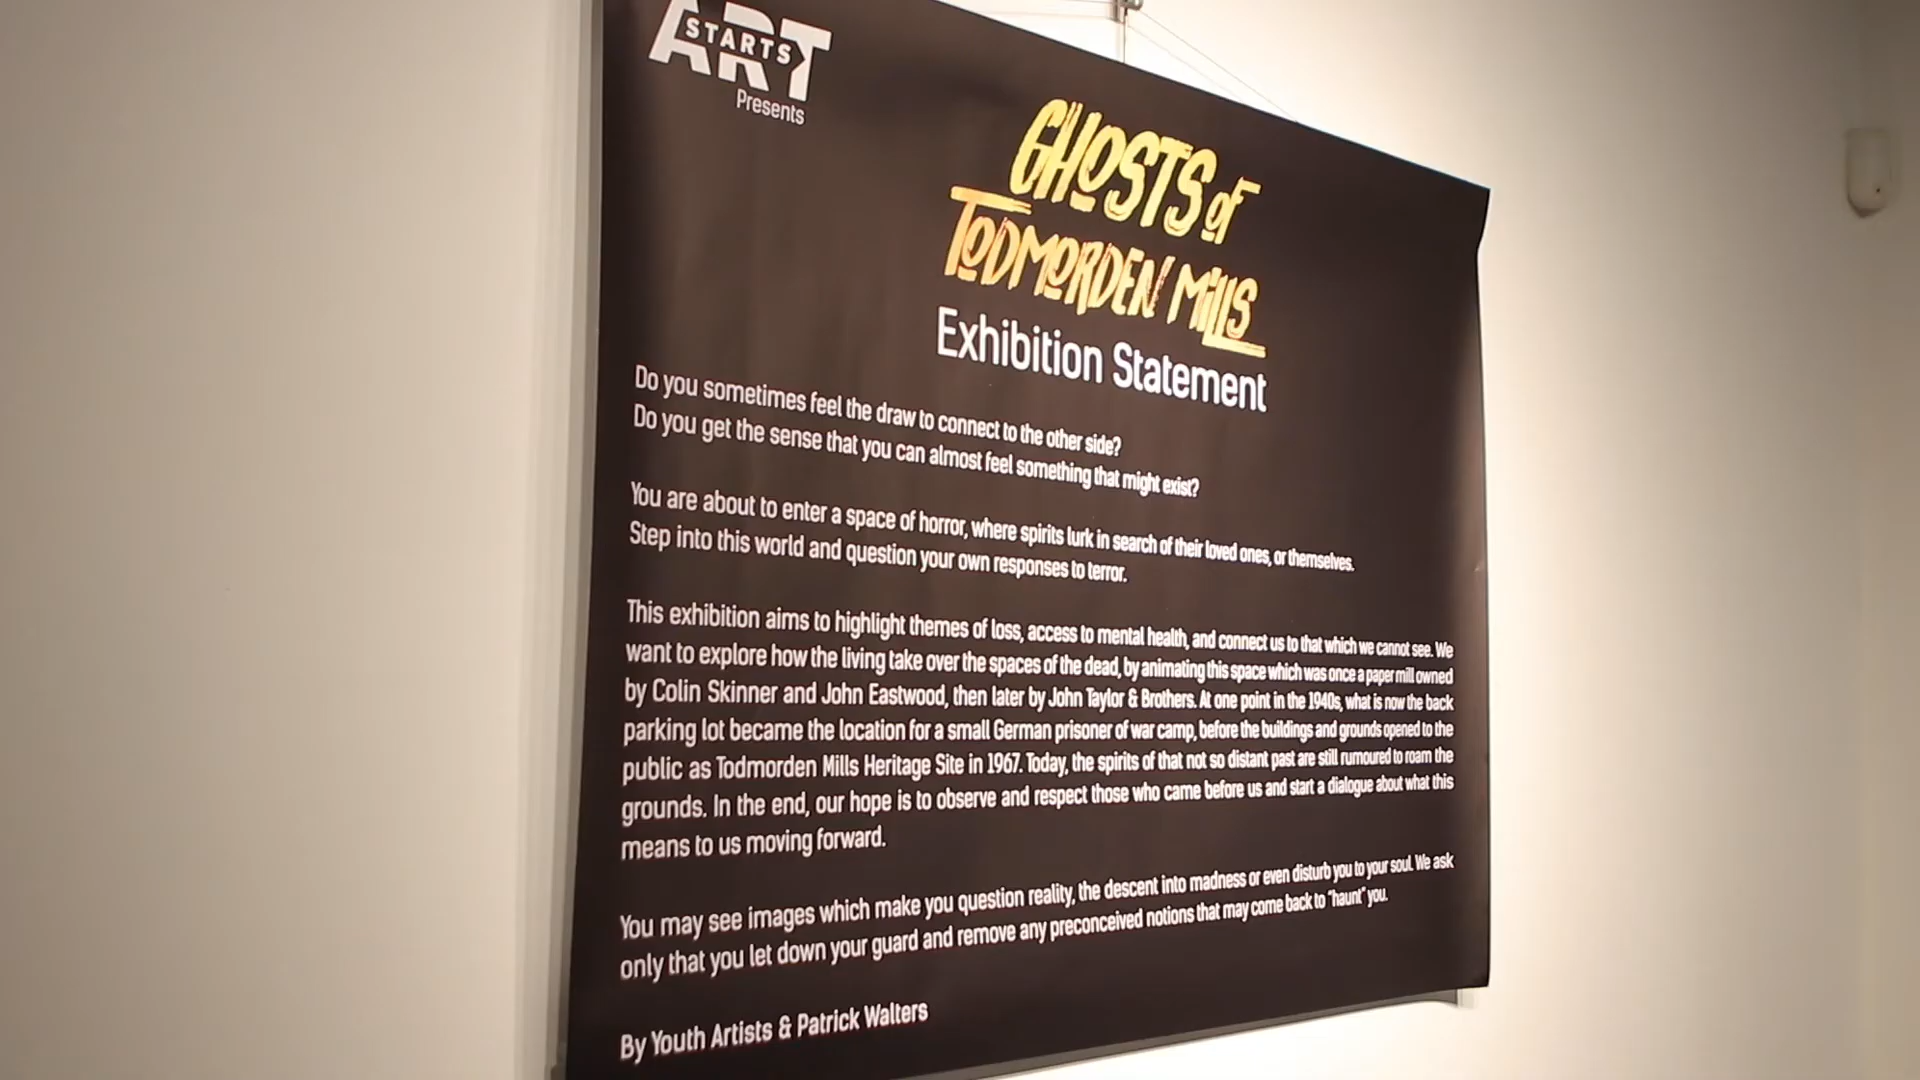 ART
STARTS
Presents
GHOSTS of
TODMORDEN MILLS
Exhibition Statement
Do you sometimes feel the draw to connect to the other side?
Do you get the sense that you can almost feel something that might exist?
You are about to enter a space of horror, where spirits lurk in search of their loved ones, or themselves.
Step into this world and question your own responses to terror.
This exhibition aims to highlight themes of loss, access to mental health, and connect us to that which we cannot see. We
want to explore how the living take over the spaces of the dead, by animating this space which was once a paper mill owned
by Colin Skinner and John Eastwood, then later by John Taylor & Brothers. At one point in the 1940s, what is now the back
parking lot became the location for a small German prisoner of war camp, before the buildings and grounds opened to the
public as Todmorden Mills Heritage Site in 1967. Today, the spirits of that not so distant past are still rumoured to roam the
grounds. In the end, our hope is to observe and respect those who came before us and start a dialogue about what this
means to us moving forward.
You may see images which make you question reality, the descent into madness or even disturb you to your soul. We ask
only that you let down your guard and remove any preconceived notions that may come back to "haunt" you.
By Youth Artists & Patrick Walters